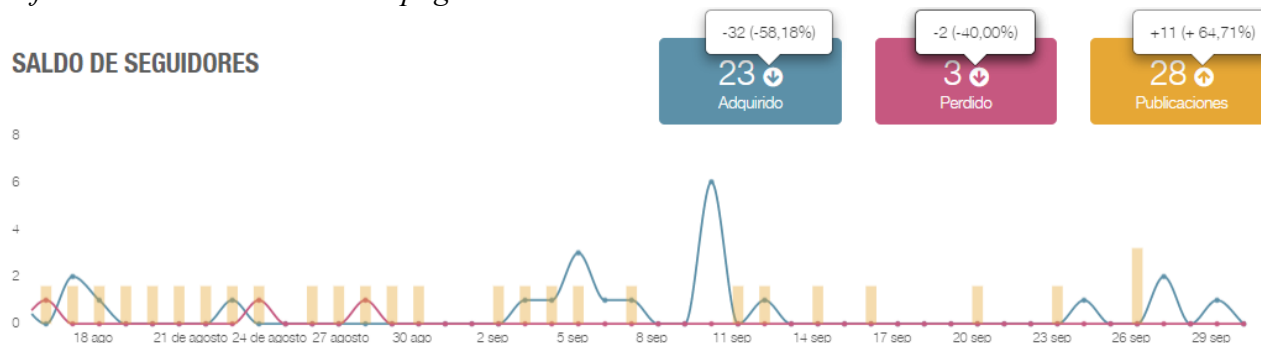 -32 (-58,18%)
-2 (-40,00%)
+11 (+ 64,71%)
SALDO DE SEGUIDORES
23
Adquirido
3
Perdido
28
Publicaciones
8
6
4
2
0
18 ago
21 de agosto
24 de agosto
27 agosto
30 ago
2 sep
5 sep
8 sep
11 sep
14 sep
17 sep
20 sep
23 sep
26 sep
29 sep